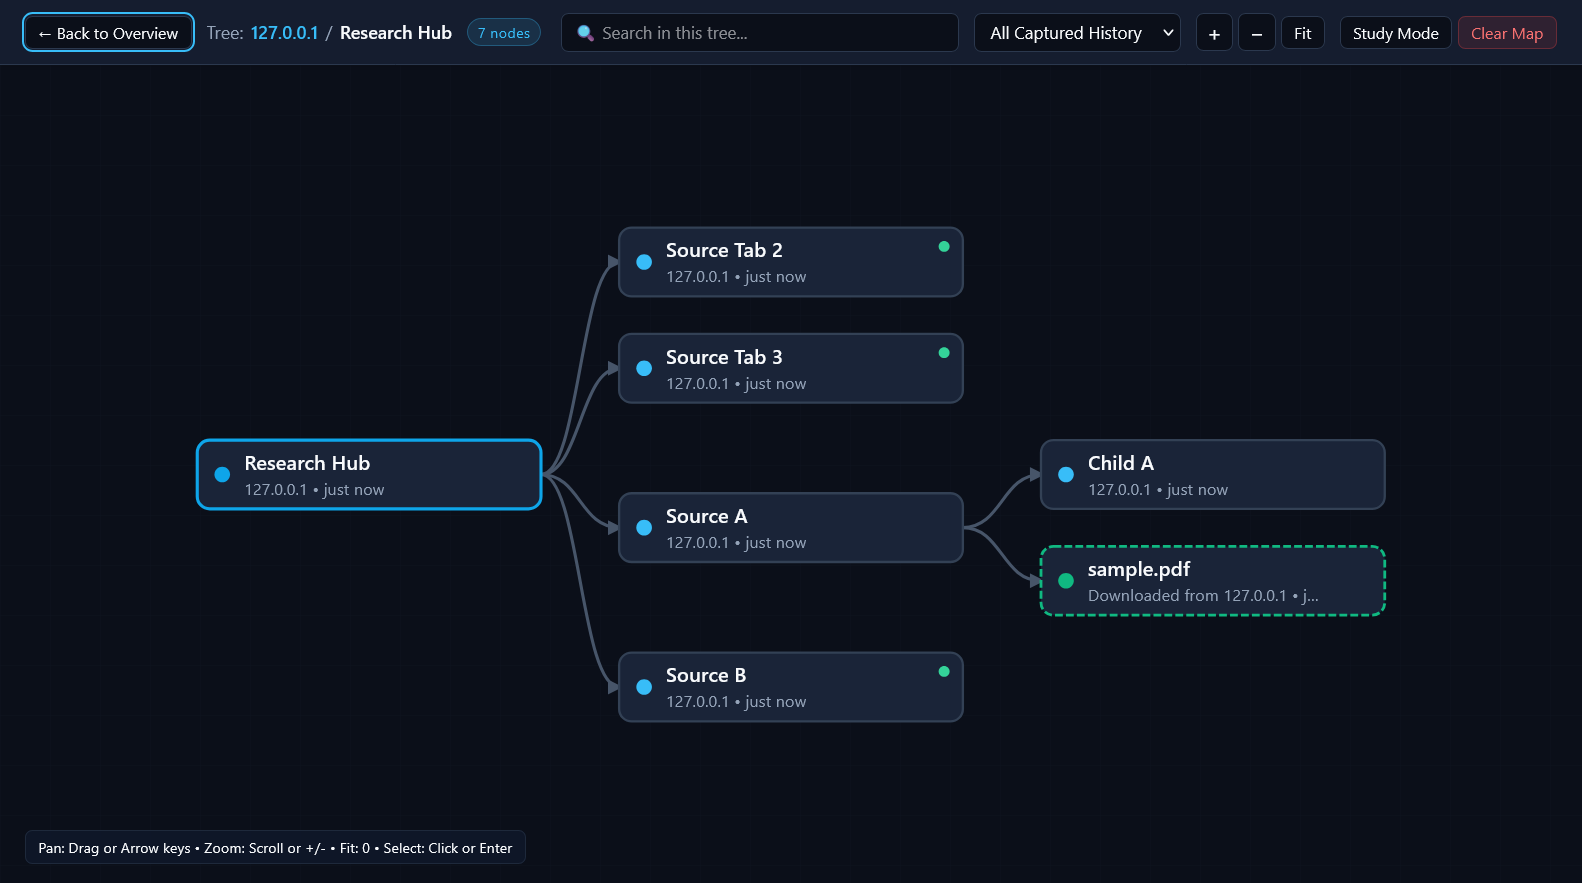 ← Back to Overview
Tree: 127.0.0.1 / Research Hub
7 nodes
Search in this tree...
All Captured History
+
−
Fit
Study Mode
Clear Map
Source Tab 2
127.0.0.1 • just now
Source Tab 3
127.0.0.1 • just now
Research Hub
127.0.0.1 • just now
Child A
127.0.0.1 • just now
Source A
127.0.0.1 • just now
sample.pdf
Downloaded from 127.0.0.1 • j...
Source B
127.0.0.1 • just now
Pan: Drag or Arrow keys • Zoom: Scroll or +/- • Fit: 0 • Select: Click or Enter